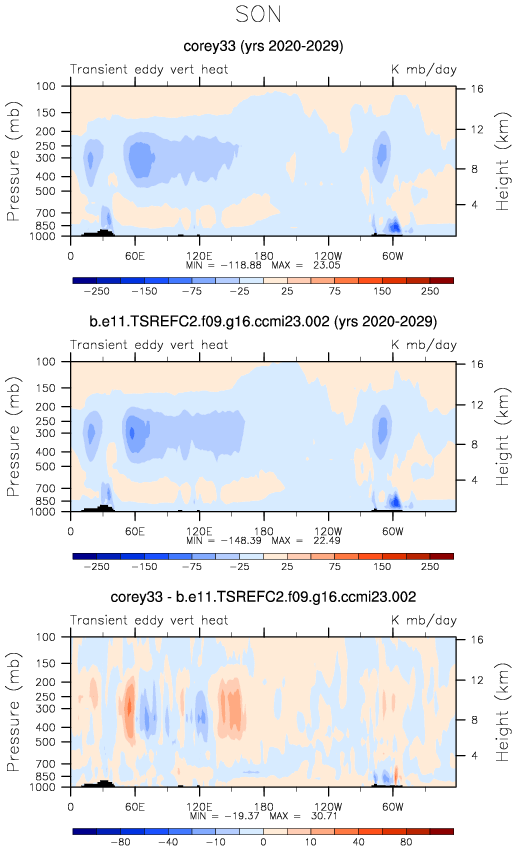 SON
corey33 (yrs 2020-2029)
Transient eddy vert heat K mb/day
Pressure (mb)
100
150
200
250
300
400
500
700
850
1000
16
12
8
4
Height (km)
0 60E 120E 180 120W 60W
MIN = -118.88 MAX = 23.05
-250 -150 -75 -25 25 75 150 250
b.e11.TSREFC2.f09.g16.ccmi23.002 (yrs 2020-2029)
Transient eddy vert heat K mb/day
Pressure (mb)
100
150
200
250
300
400
500
700
850
1000
16
12
8
4
Height (km)
0 60E 120E 180 120W 60W
MIN = -148.39 MAX = 22.49
-250 -150 -75 -25 25 75 150 250
corey33 - b.e11.TSREFC2.f09.g16.ccmi23.002
Transient eddy vert heat K mb/day
Pressure (mb)
100
150
200
250
300
400
500
700
850
1000
16
12
8
4
Height (km)
0 60E 120E 180 120W 60W
MIN = -19.37 MAX = 30.71
-80 -40 -10 0 10 40 80